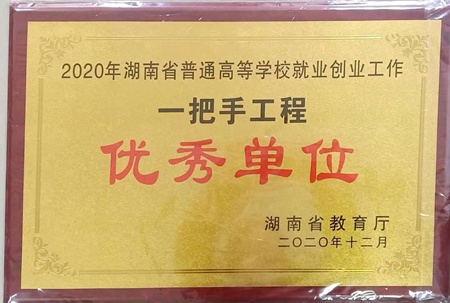 2020年湖南省普通高等学校就业创业工作
一把手工程
优秀单位
湖南省教育厅
二〇二〇年十二月